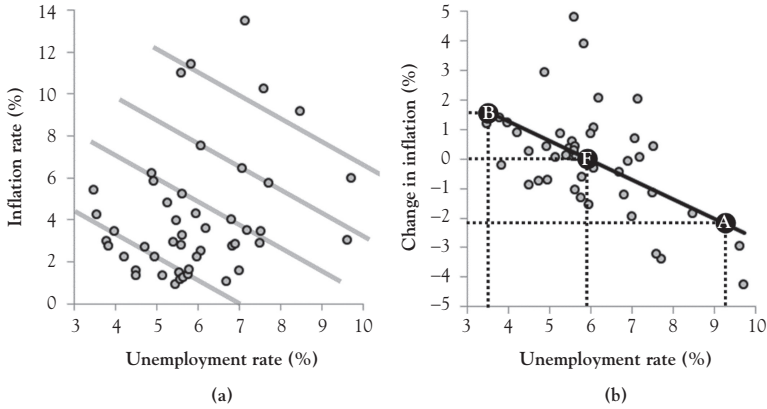 14
12
10
8
6
4
2
0
Inflation rate (%)
3 4 5 6 7 8 9 10
Unemployment rate (%)
(a)
5
4
3
2
1
0
−1
−2
−3
−4
−5
Change in inflation (%)
B
F
A
3 4 5 6 7 8 9 10
Unemployment rate (%)
(b)